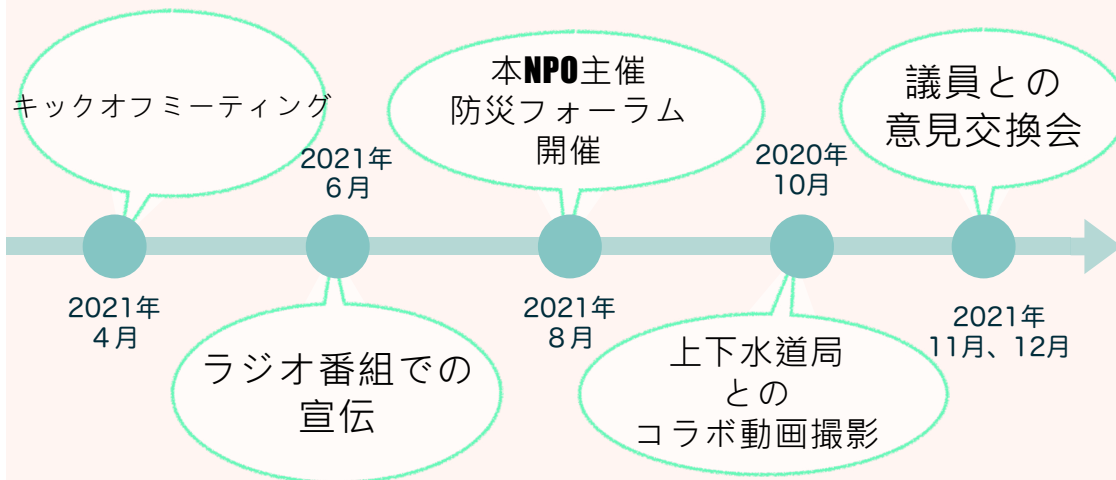 キックオフミーティング
2021年
4月
2021年
6月
ラジオ番組での
宣伝
本NPO主催
防災フォーラム
開催
2021年
8月
2020年
10月
上下水道局
との
コラボ動画撮影
議員との
意見交換会
2021年
11月、12月